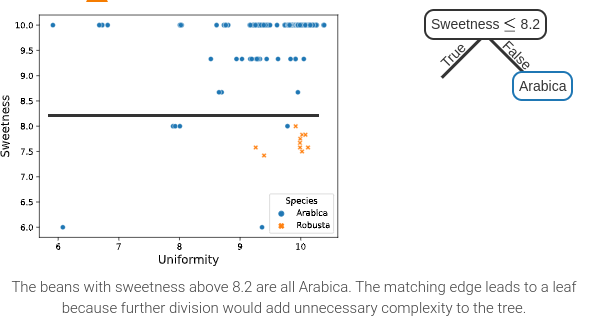 10.0
9.5
9.0
8.5
8.0
7.5
7.0
6.5
6.0
Sweetness
6 7 8 9 10
Uniformity
Species
Arabica
Robusta
Sweetness ≤ 8.2
True
False
Arabica
The beans with sweetness above 8.2 are all Arabica. The matching edge leads to a leaf
because further division would add unnecessary complexity to the tree.